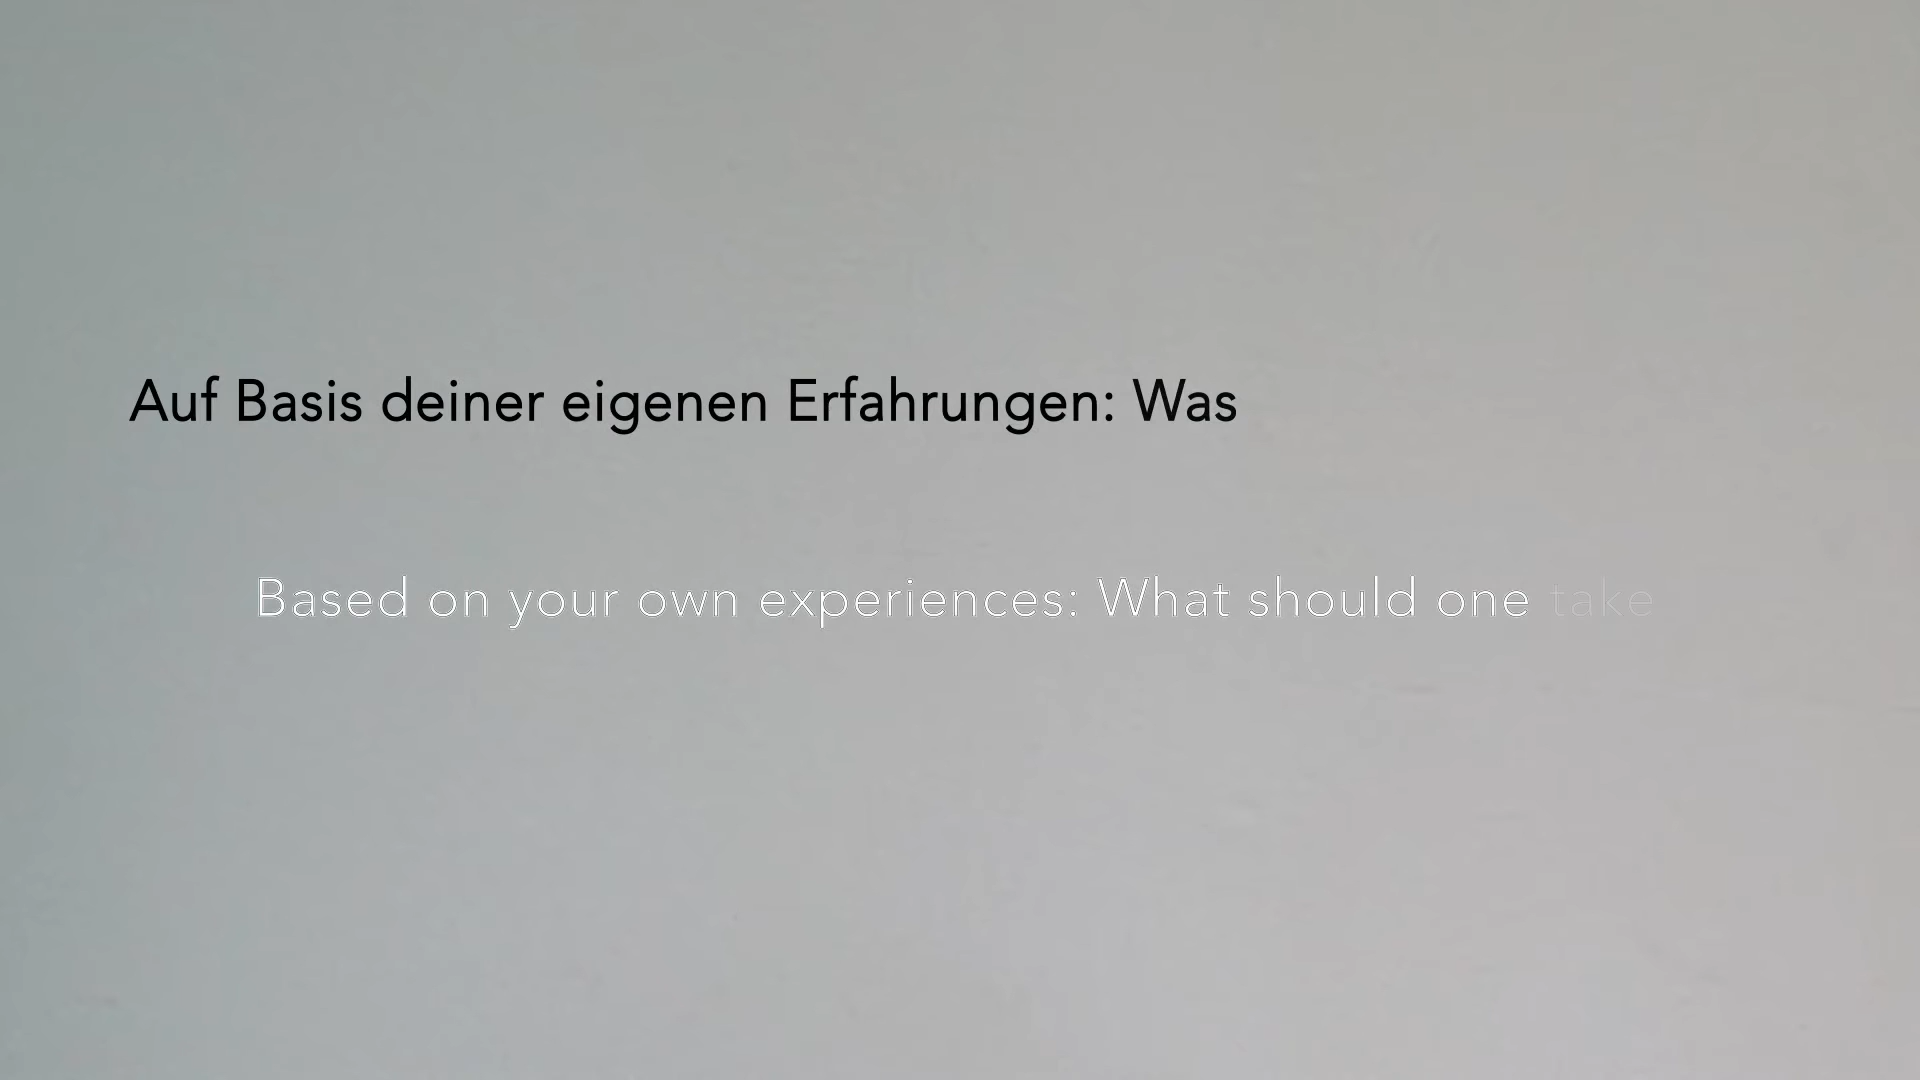 Auf Basis deiner eigenen Erfahrungen: Was
Based on your own experiences: What should one take